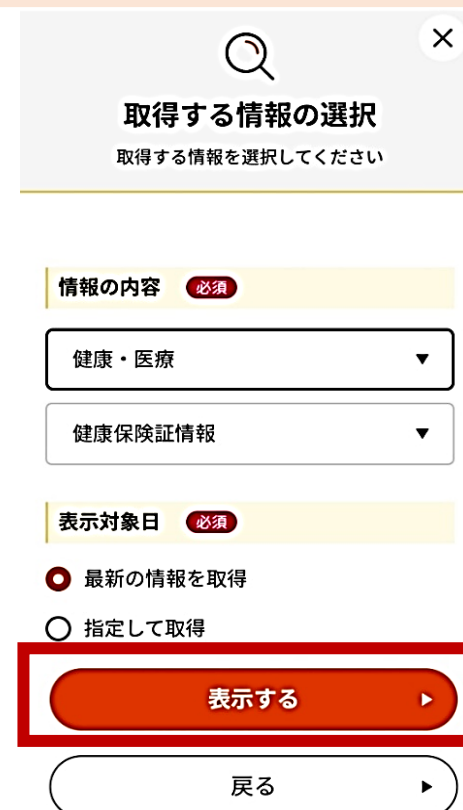 取得する情報の選択
取得する情報を選択してください
情報の内容 必須
健康・医療
健康保険証情報
表示対象日 必須
最新の情報を取得
指定して取得
表示する
戻る